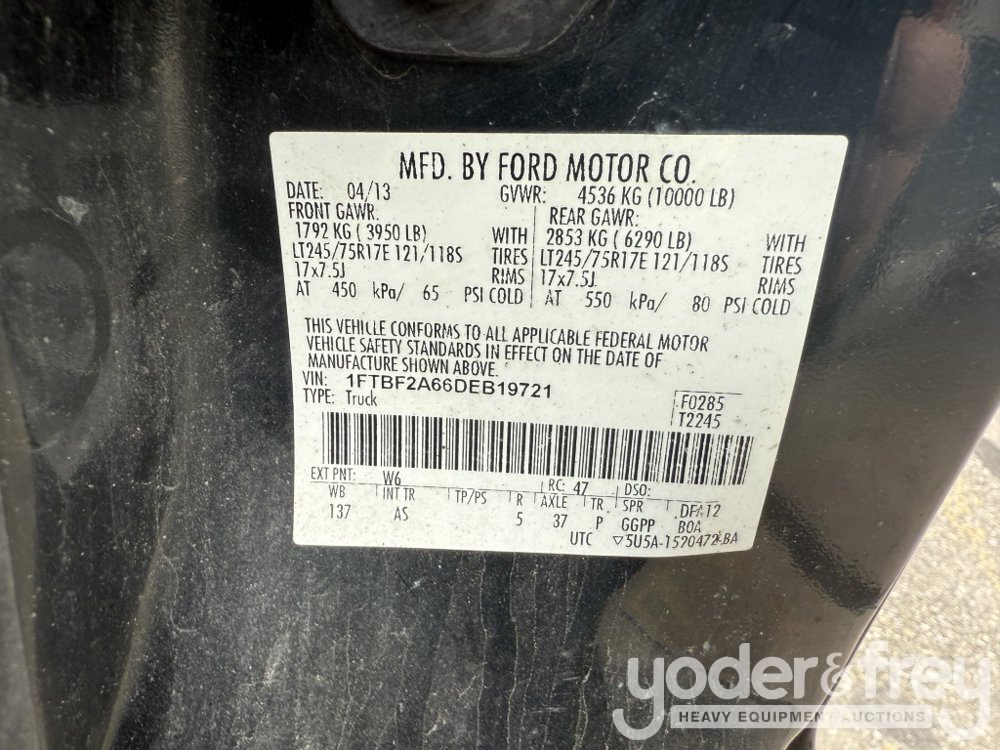 MFD. BY FORD MOTOR CO.
DATE: 04/13 GVWR: 4536 KG (10000 LB)
FRONT GAWR: REAR GAWR:
1792 KG ( 3950 LB) WITH 2853 KG ( 6290 LB) WITH
LT245/75R17E 121/118S TIRES LT245/75R17E 121/118S TIRES
17x7.5J RIMS 17x7.5J RIMS
AT 450 kPa/ 65 PSI COLD AT 550 kPa/ 80 PSI COLD
THIS VEHICLE CONFORMS TO ALL APPLICABLE FEDERAL MOTOR
VEHICLE SAFETY STANDARDS IN EFFECT ON THE DATE OF
MANUFACTURE SHOWN ABOVE.
VIN: 1FTBF2A66DEB19721
TYPE: Truck F0285
T2245
EXT PNT: W6 RC: 47 DSO:
WB INT TR TP/PS R AXLE TR SPR DFA12
137 AS 5 37 P GGPP B0A
UTC ▽5U5A-1520472-BA
yoder&frey
HEAVY EQUIPMENT AUCTIONS